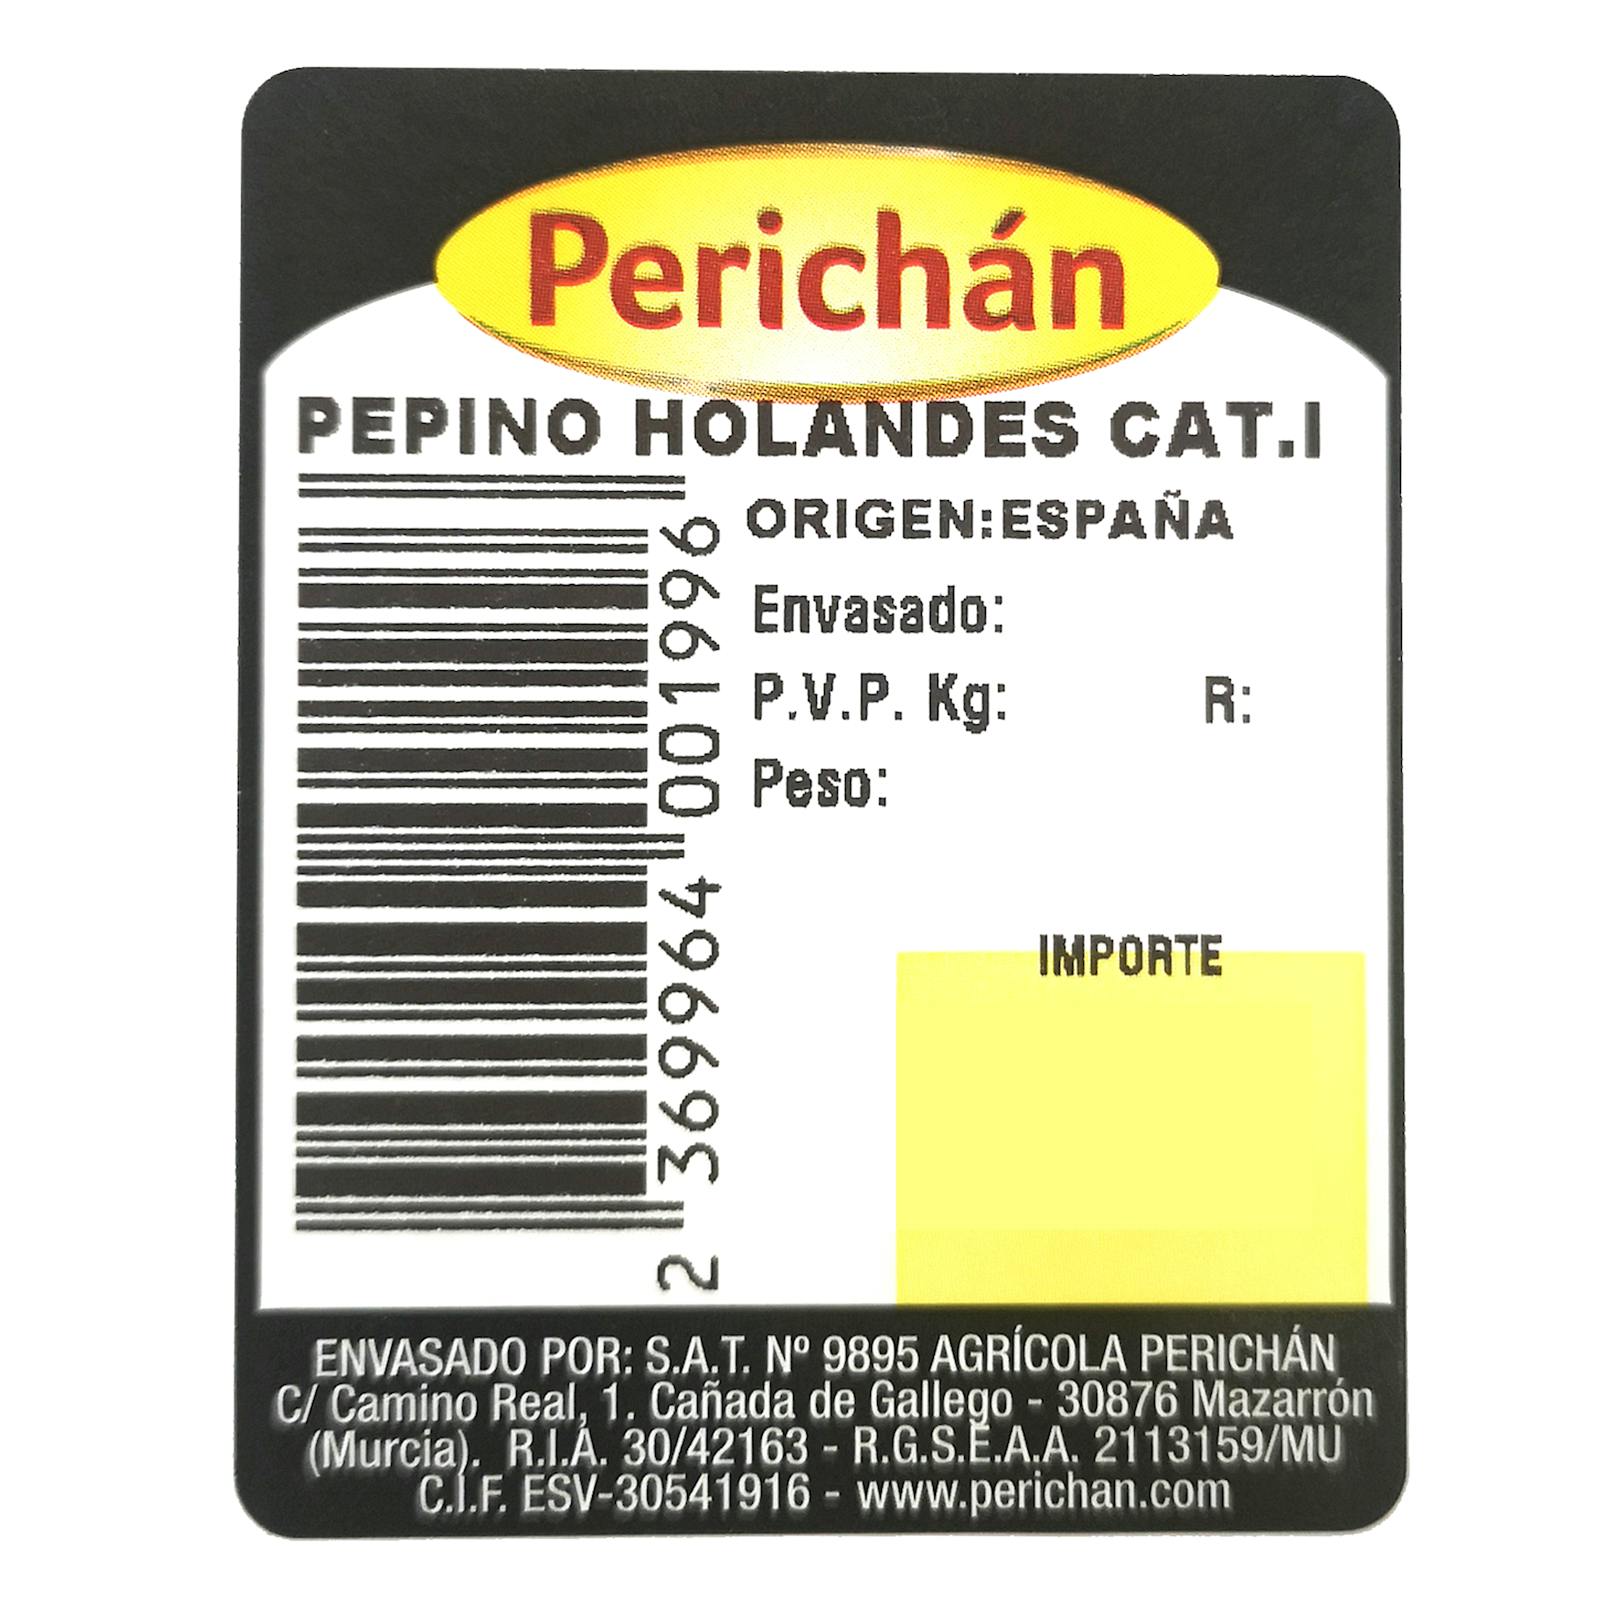 Perichán
PEPINO HOLANDES CAT.I
ORIGEN:ESPAÑA
Envasado:
P.V.P. Kg: R:
Peso:
2 369964 001996
IMPORTE
ENVASADO POR: S.A.T. Nº 9895 AGRÍCOLA PERICHÁN
C/ Camino Real, 1. Cañada de Gallego - 30876 Mazarrón
(Murcia). R.I.A. 30/42163 - R.G.S.E.A.A. 2113159/MU
C.I.F. ESV-30541916 - www.perichan.com